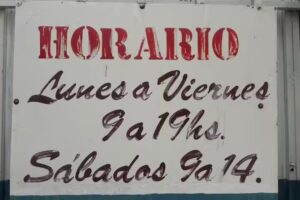 HORARIO
Lunes a Viernes
9 a 19hs.
Sábados 9a 14.